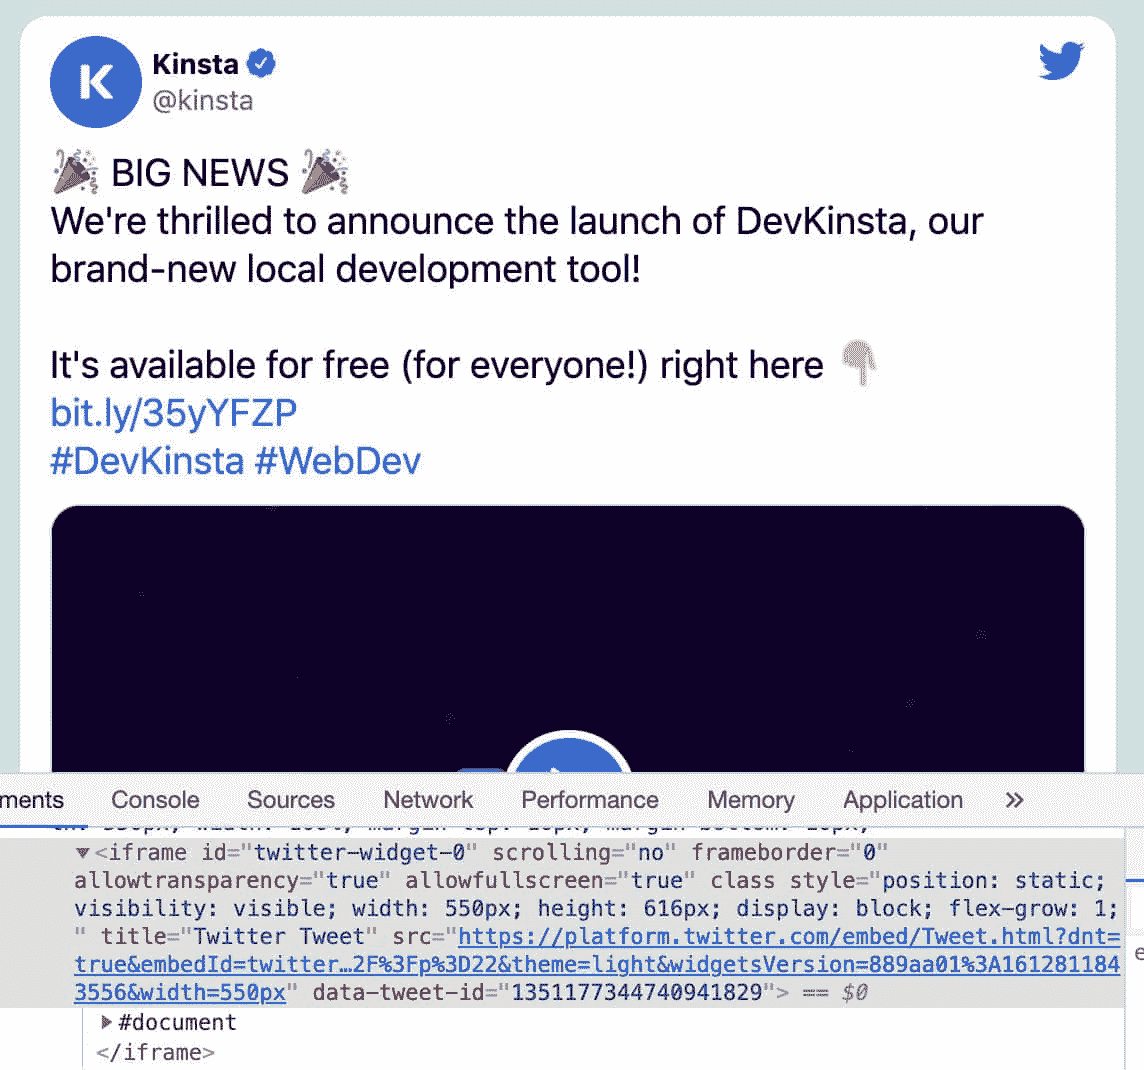 K
Kinsta
@kinsta
BIG NEWS
We're thrilled to announce the launch of DevKinsta, our
brand-new local development tool!
It's available for free (for everyone!) right here
bit.ly/35yYFZP
#DevKinsta #WebDev
ments Console Sources Network Performance Memory Application »
▼<iframe id="twitter-widget-0" scrolling="no" frameborder="0"
allowtransparency="true" allowfullscreen="true" class style="position: static;
visibility: visible; width: 550px; height: 616px; display: block; flex-grow: 1;
" title="Twitter Tweet" src="https://platform.twitter.com/embed/Tweet.html?dnt=
true&embedId=twitter…2F%3Fp%3D22&theme=light&widgetsVersion=889aa01%3A161281184
3556&width=550px" data-tweet-id="1351177344740941829"> == $0
▶#document
</iframe>